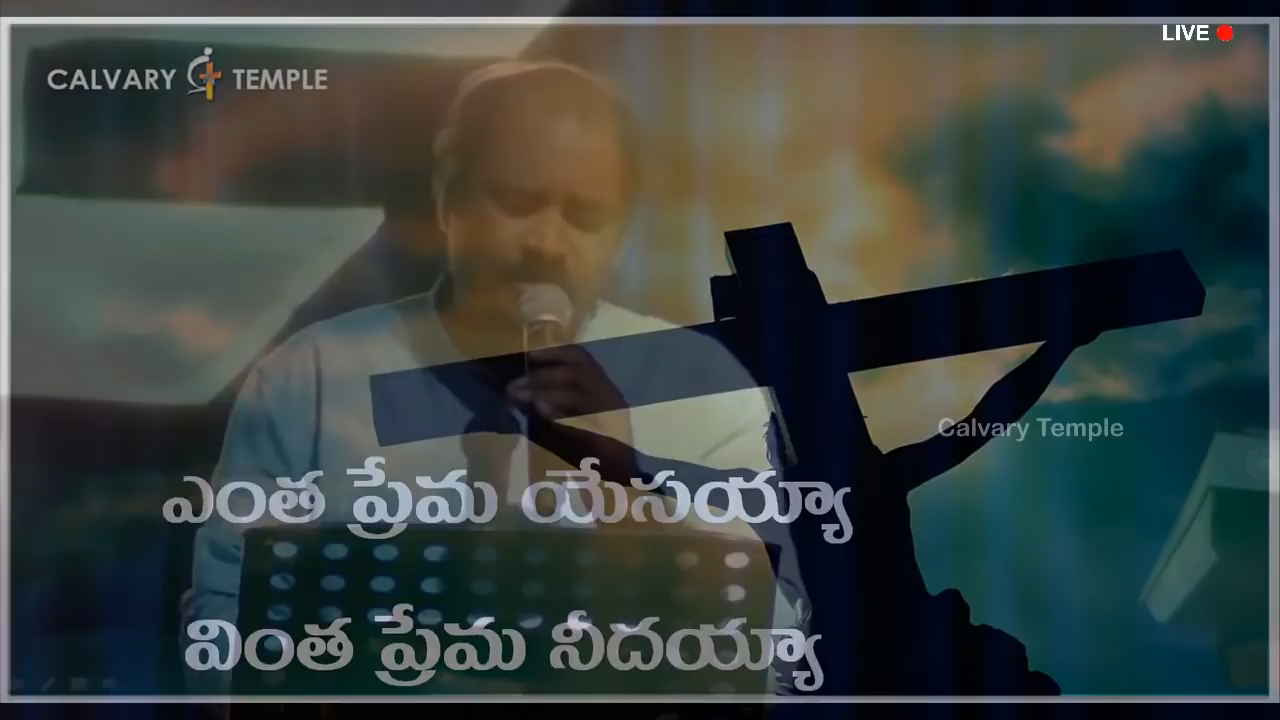 LIVE
CALVARY TEMPLE
Calvary Temple
ఎంత ప్రేమ యేసయ్యా
వింత ప్రేమ నీదయ్యా